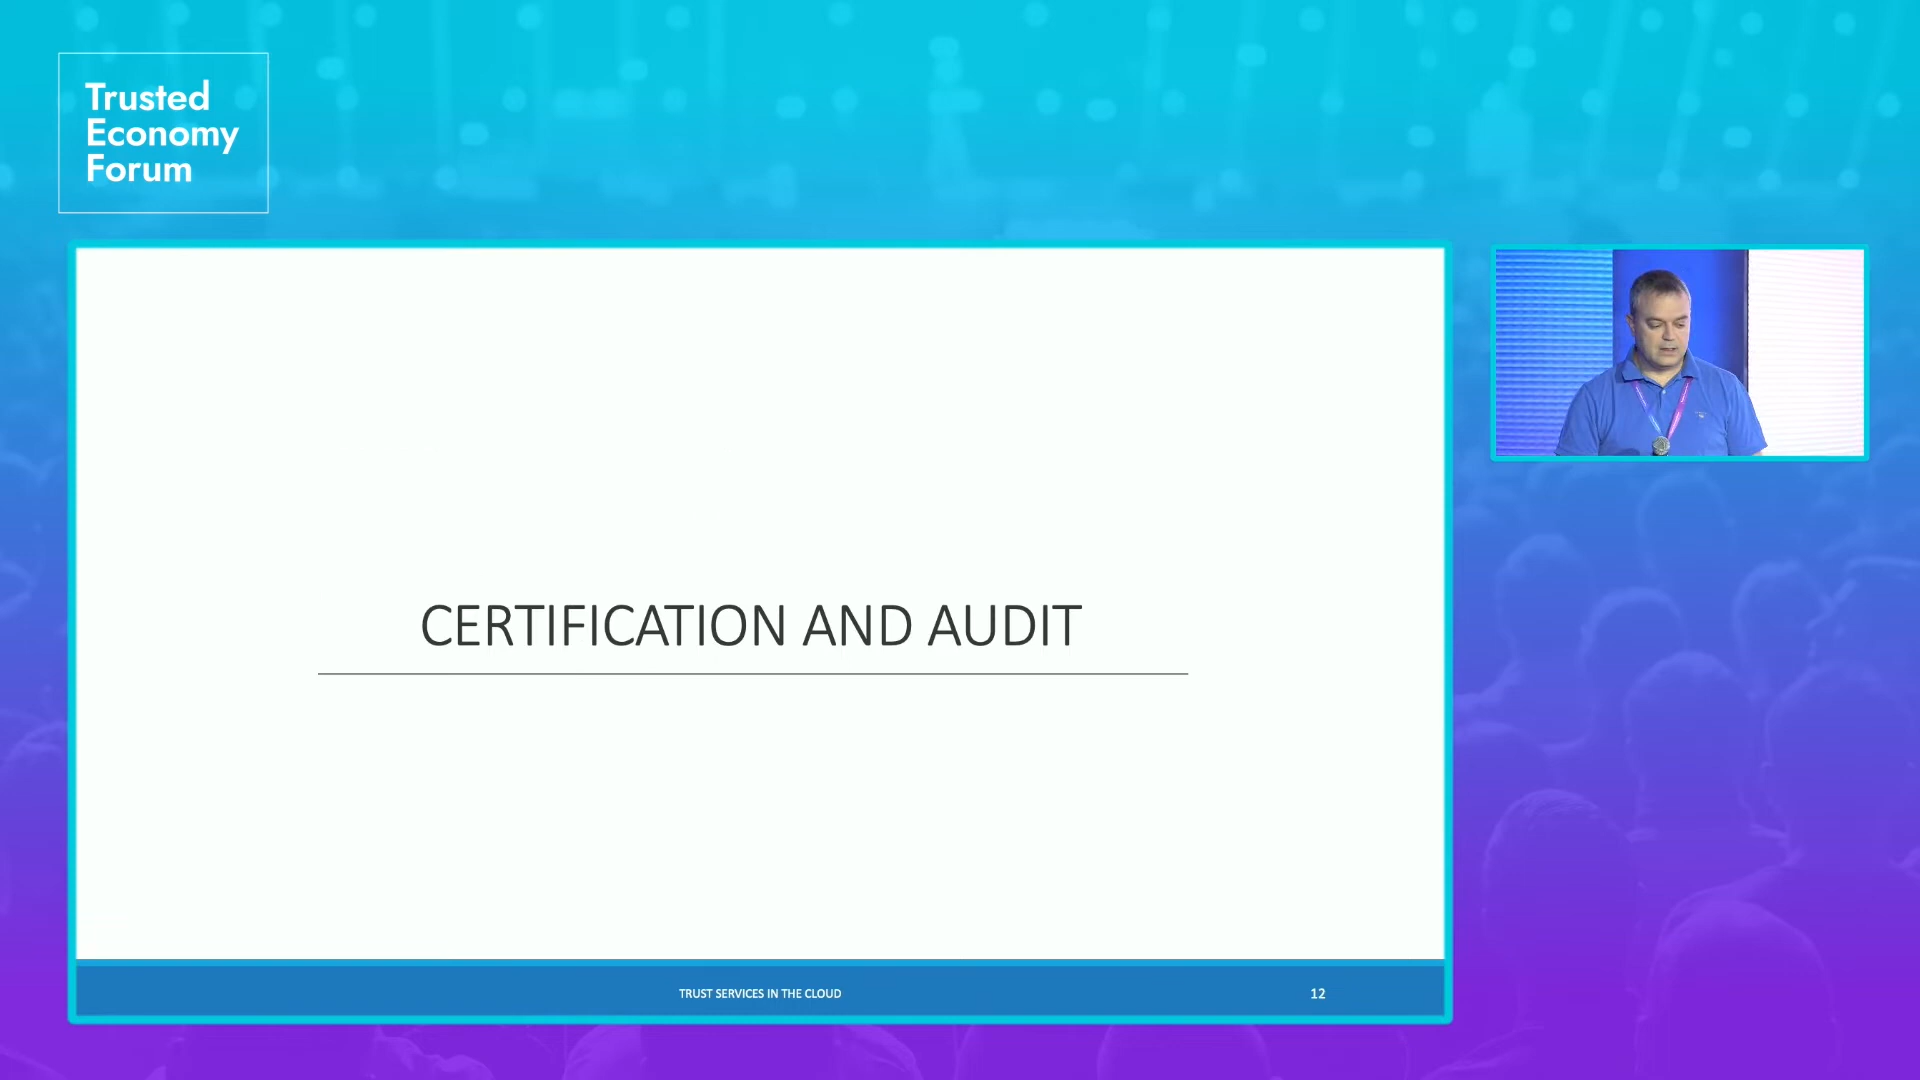 Trusted
Economy
Forum
CERTIFICATION AND AUDIT
TRUST SERVICES IN THE CLOUD
12